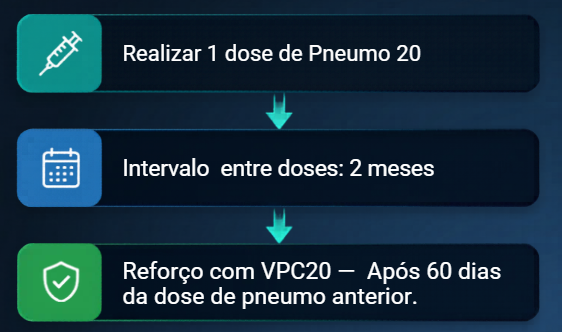 Realizar 1 dose de Pneumo 20
Intervalo entre doses: 2 meses
Reforço com VPC20 — Após 60 dias
da dose de pneumo anterior.